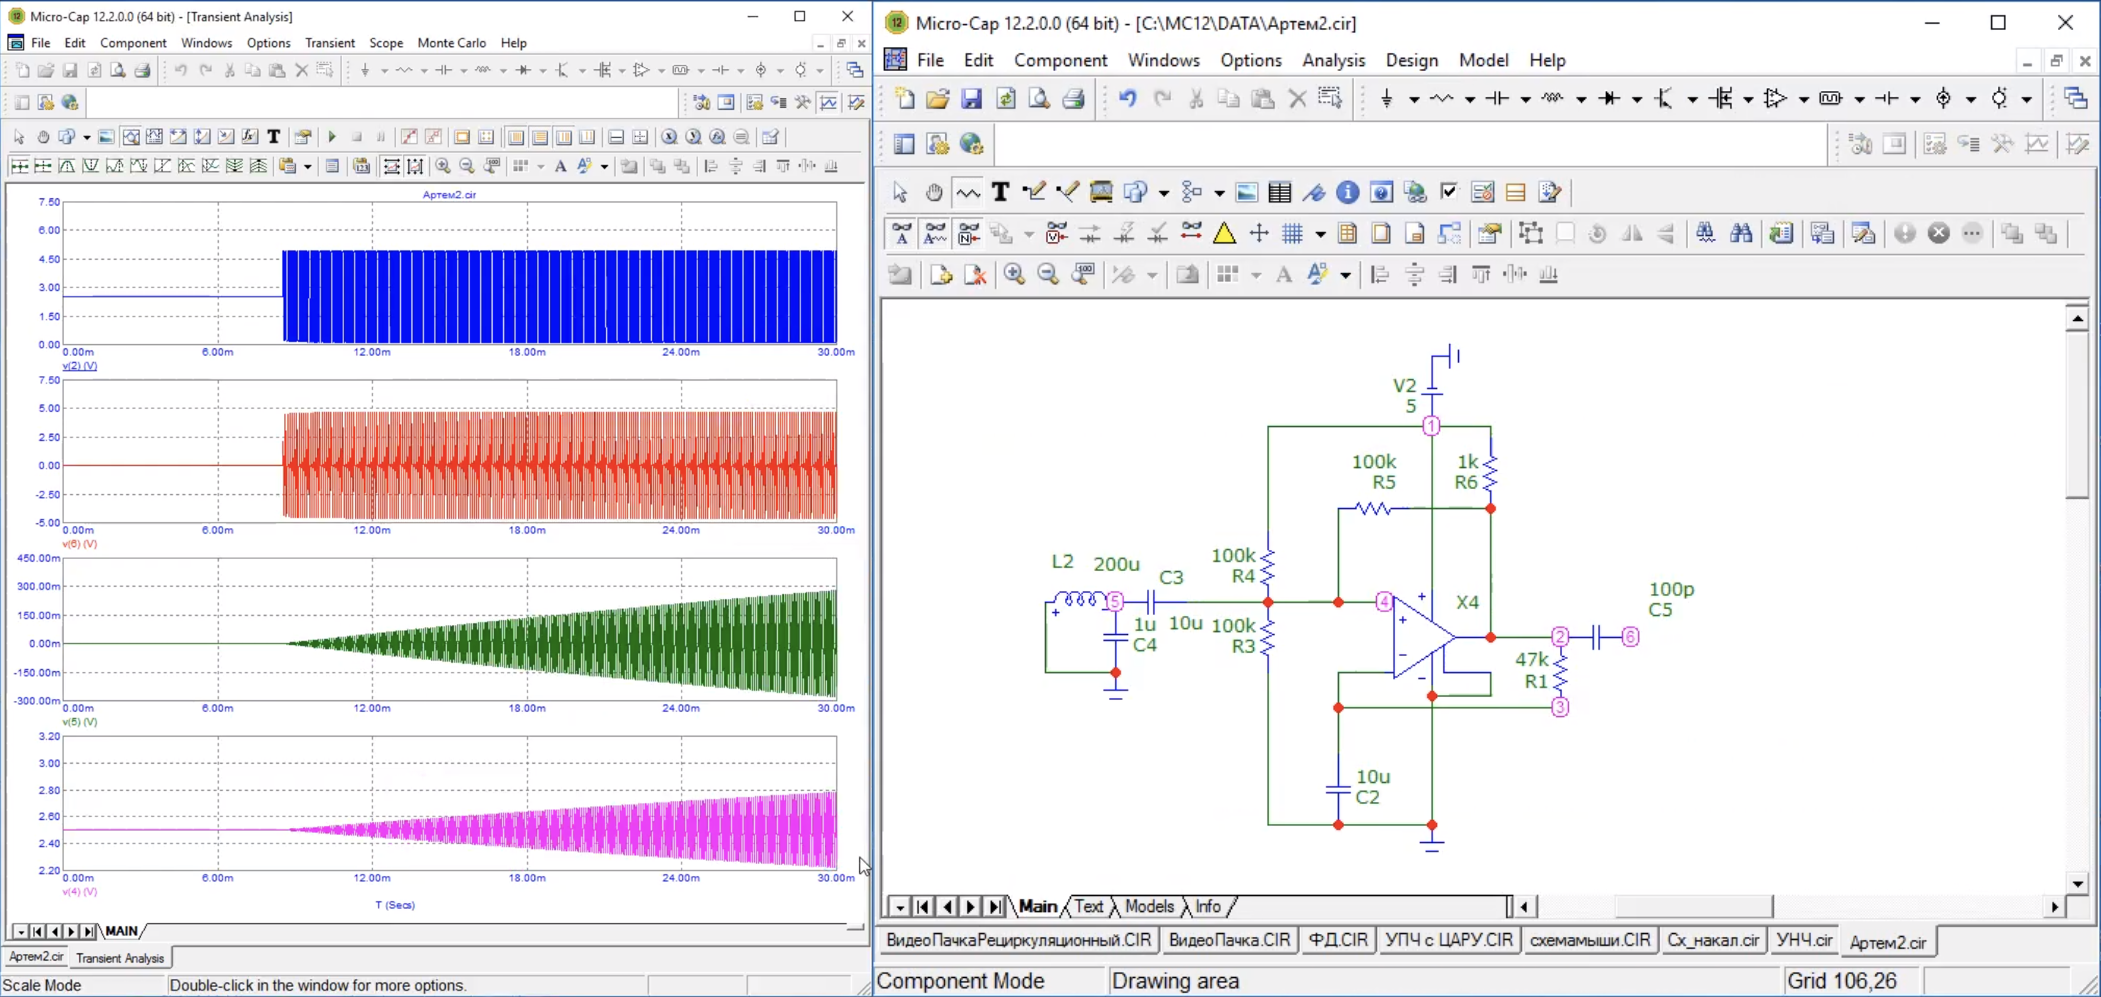 Micro-Cap 12.2.0.0 (64 bit) - [Transient Analysis]
File Edit Component Windows Options Transient Scope Monte Carlo Help
Артем2.cir
7.50
6.00
4.50
3.00
1.50
0.00
0.00m 6.00m 12.00m 18.00m 24.00m 30.00m
v(2) (V)
7.50
5.00
2.50
0.00
-2.50
-5.00
0.00m 6.00m 12.00m 18.00m 24.00m 30.00m
v(6) (V)
450.00m
300.00m
150.00m
0.00m
-150.00m
-300.00m
0.00m 6.00m 12.00m 18.00m 24.00m 30.00m
v(5) (V)
3.20
3.00
2.80
2.60
2.40
2.20
0.00m 6.00m 12.00m 18.00m 24.00m 30.00m
v(4) (V)
T (Secs)
MAIN
Артем2.cir Transient Analysis
Scale Mode Double-click in the window for more options.
Micro-Cap 12.2.0.0 (64 bit) - [C:\MC12\DATA\Артем2.cir]
File Edit Component Windows Options Analysis Design Model Help
V2
5
1
100k
R5
1k
R6
L2 200u
C3
100k
R4
5
4
X4
100p
C5
1u
C4
10u
100k
R3
2
6
47k
R1
3
10u
C2
Main Text Models Info
ВидеоПачкаРециркуляционный.CIR ВидеоПачка.CIR ФД.CIR УПЧ с ЦАРУ.CIR схемамыши.CIR Сх_накал.cir УНЧ.cir Артем2.cir
Component Mode Drawing area Grid 106,26